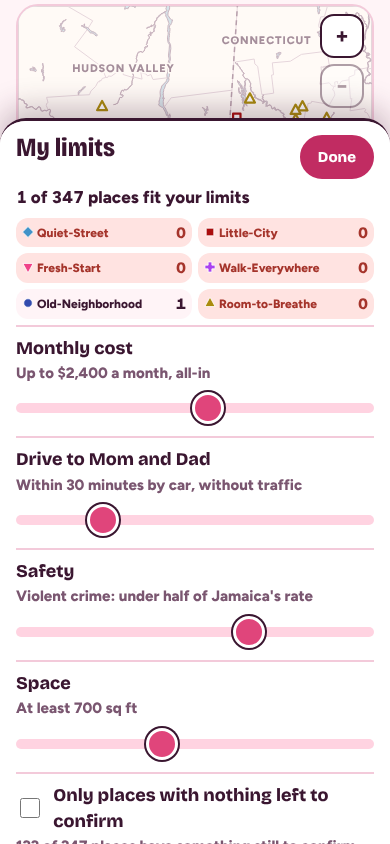 CONNECTICUT
+
HUDSON VALLEY
−
My limits
Done
1 of 347 places fit your limits
Quiet-Street 0
Little-City 0
Fresh-Start 0
Walk-Everywhere 0
Old-Neighborhood 1
Room-to-Breathe 0
Monthly cost
Up to $2,400 a month, all-in
Drive to Mom and Dad
Within 30 minutes by car, without traffic
Safety
Violent crime: under half of Jamaica's rate
Space
At least 700 sq ft
Only places with nothing left to
confirm